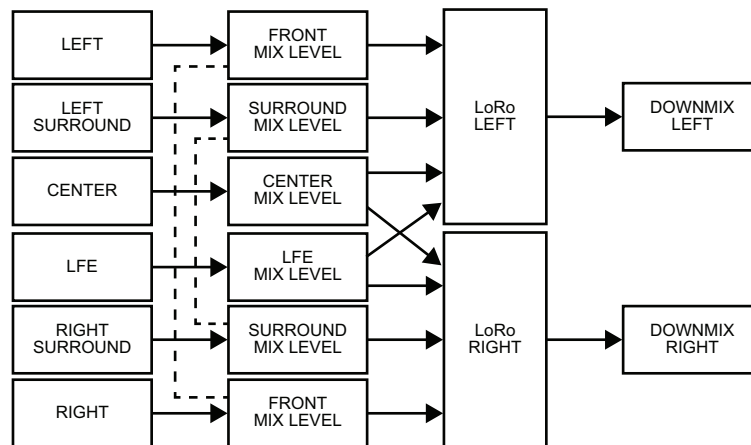 LEFT
FRONT
MIX LEVEL
LEFT
SURROUND
SURROUND
MIX LEVEL
CENTER
CENTER
MIX LEVEL
LFE
LFE
MIX LEVEL
RIGHT
SURROUND
SURROUND
MIX LEVEL
RIGHT
FRONT
MIX LEVEL
LoRo
LEFT
LoRo
RIGHT
DOWNMIX
LEFT
DOWNMIX
RIGHT